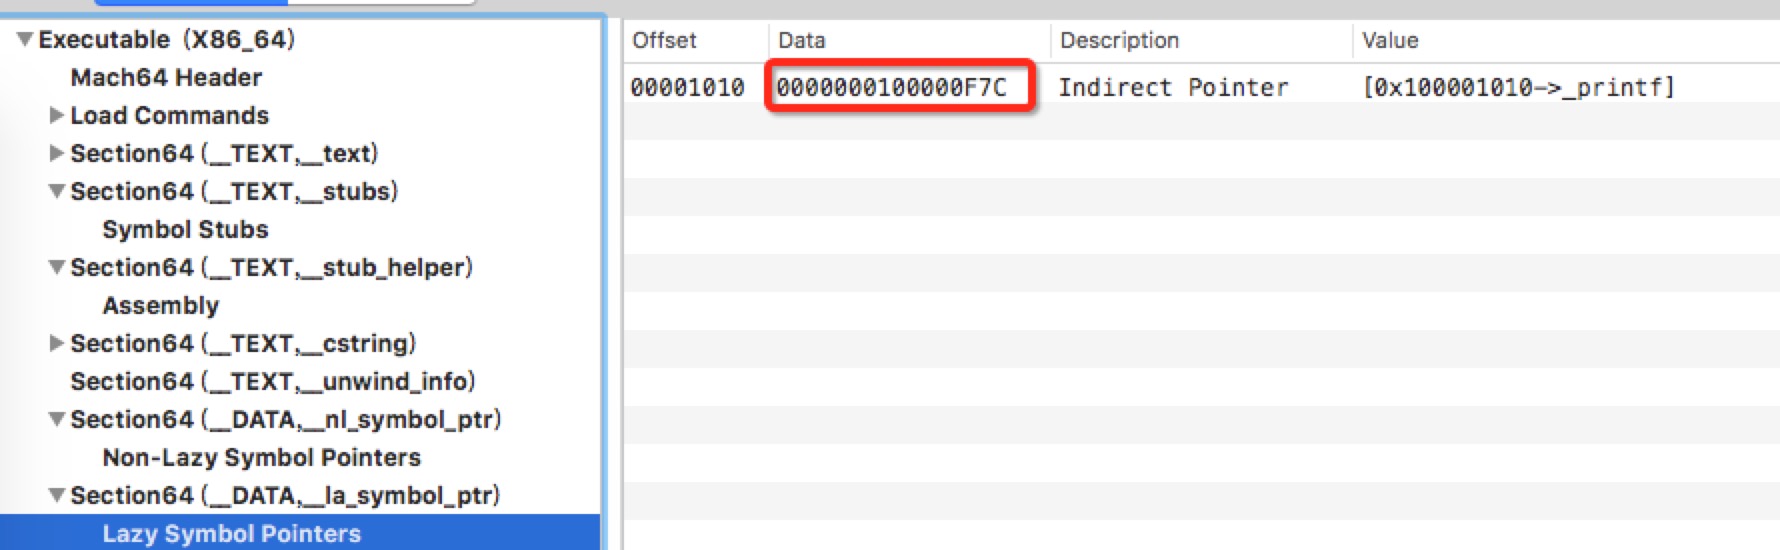 Executable (X86_64)
Mach64 Header
Load Commands
Section64 (__TEXT,__text)
Section64 (__TEXT,__stubs)
Symbol Stubs
Section64 (__TEXT,__stub_helper)
Assembly
Section64 (__TEXT,__cstring)
Section64 (__TEXT,__unwind_info)
Section64 (__DATA,__nl_symbol_ptr)
Non-Lazy Symbol Pointers
Section64 (__DATA,__la_symbol_ptr)
Lazy Symbol Pointers
Offset Data Description Value
00001010 0000000100000F7C Indirect Pointer [0x100001010->_printf]